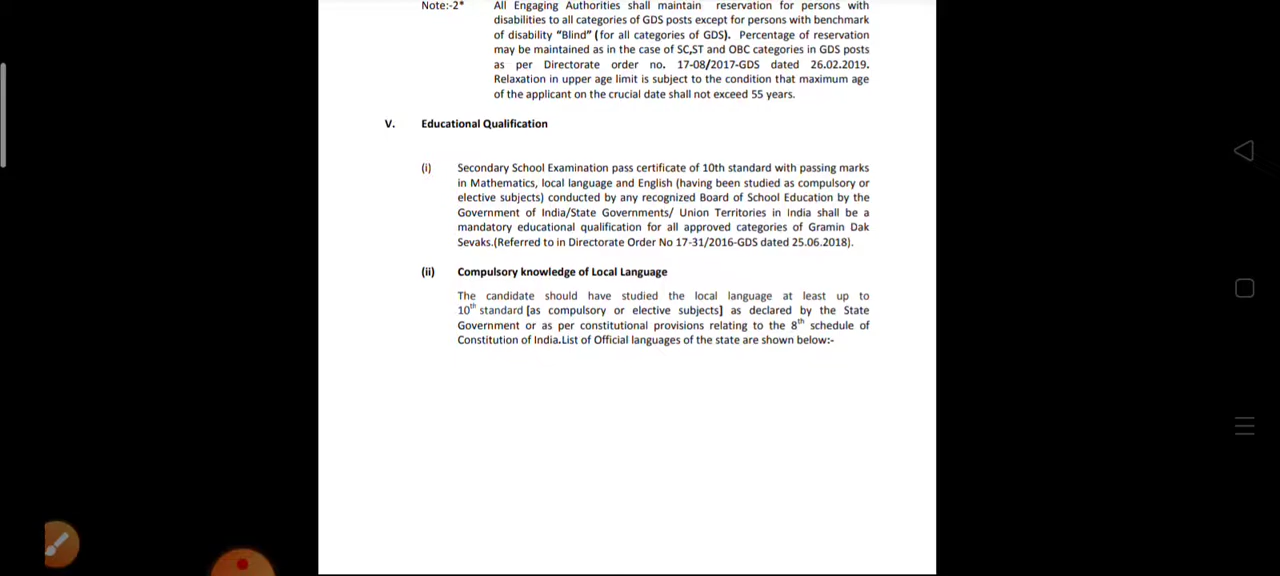 Note:-2* All Engaging Authorities shall maintain reservation for persons with
disabilities to all categories of GDS posts except for persons with benchmark
of disability "Blind" (for all categories of GDS). Percentage of reservation
may be maintained as in the case of SC,ST and OBC categories in GDS posts
as per Directorate order no. 17-08/2017-GDS dated 26.02.2019.
Relaxation in upper age limit is subject to the condition that maximum age
of the applicant on the crucial date shall not exceed 55 years.
V. Educational Qualification
(i) Secondary School Examination pass certificate of 10th standard with passing marks
in Mathematics, local language and English (having been studied as compulsory or
elective subjects) conducted by any recognized Board of School Education by the
Government of India/State Governments/ Union Territories in India shall be a
mandatory educational qualification for all approved categories of Gramin Dak
Sevaks.(Referred to in Directorate Order No 17-31/2016-GDS dated 25.06.2018).
(ii) Compulsory knowledge of Local Language
The candidate should have studied the local language at least up to
10th standard [as compulsory or elective subjects] as declared by the State
Government or as per constitutional provisions relating to the 8th schedule of
Constitution of India.List of Official languages of the state are shown below:-